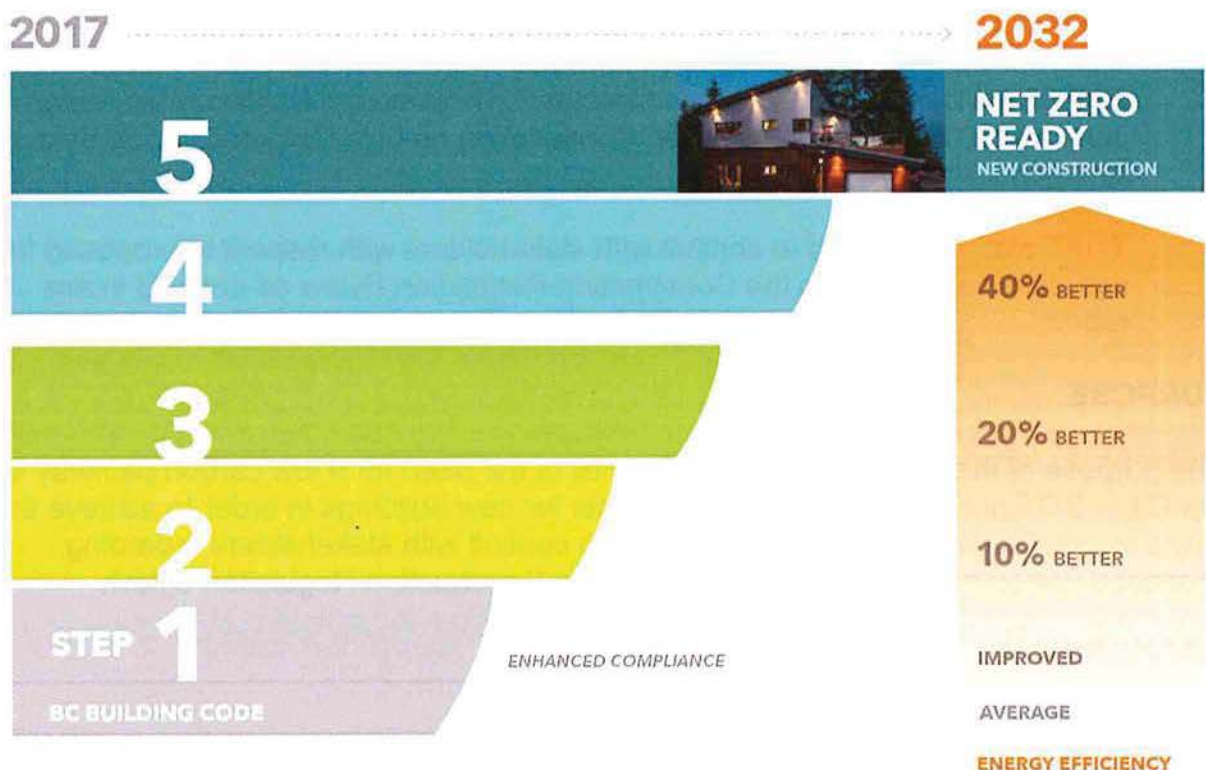 2017
2032
5
NET ZERO
READY
NEW CONSTRUCTION
4
40% BETTER
3
20% BETTER
2
10% BETTER
STEP 1
ENHANCED COMPLIANCE
IMPROVED
BC BUILDING CODE
AVERAGE
ENERGY EFFICIENCY